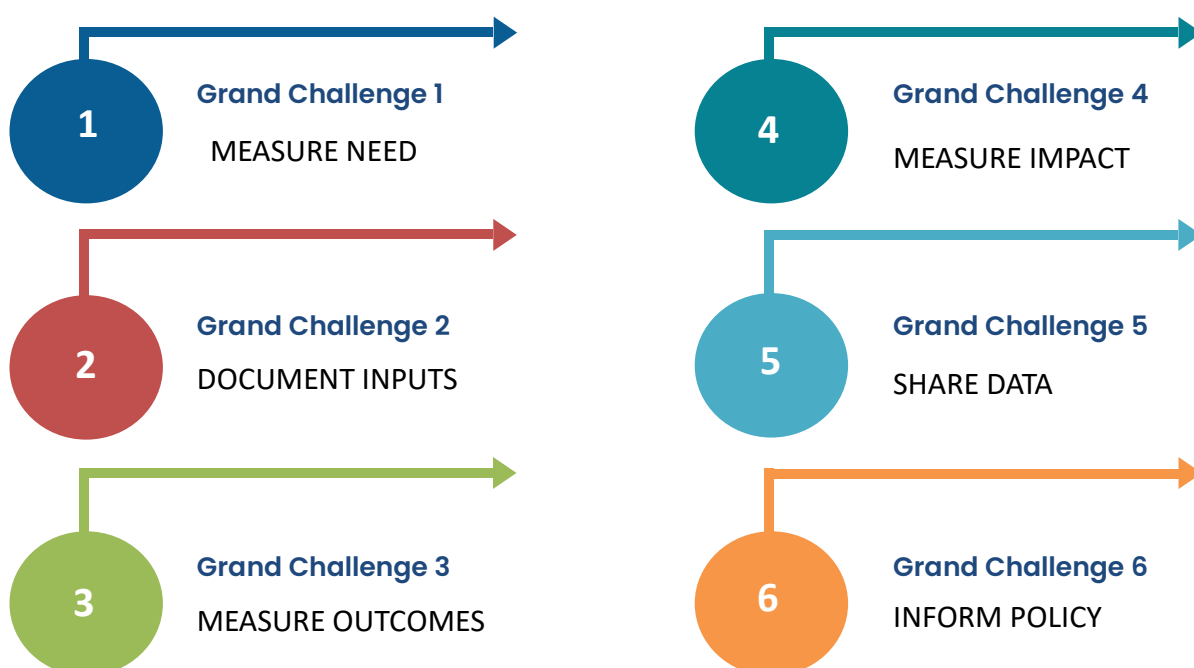 1
Grand Challenge 1
MEASURE NEED
2
Grand Challenge 2
DOCUMENT INPUTS
3
Grand Challenge 3
MEASURE OUTCOMES
4
Grand Challenge 4
MEASURE IMPACT
5
Grand Challenge 5
SHARE DATA
6
Grand Challenge 6
INFORM POLICY